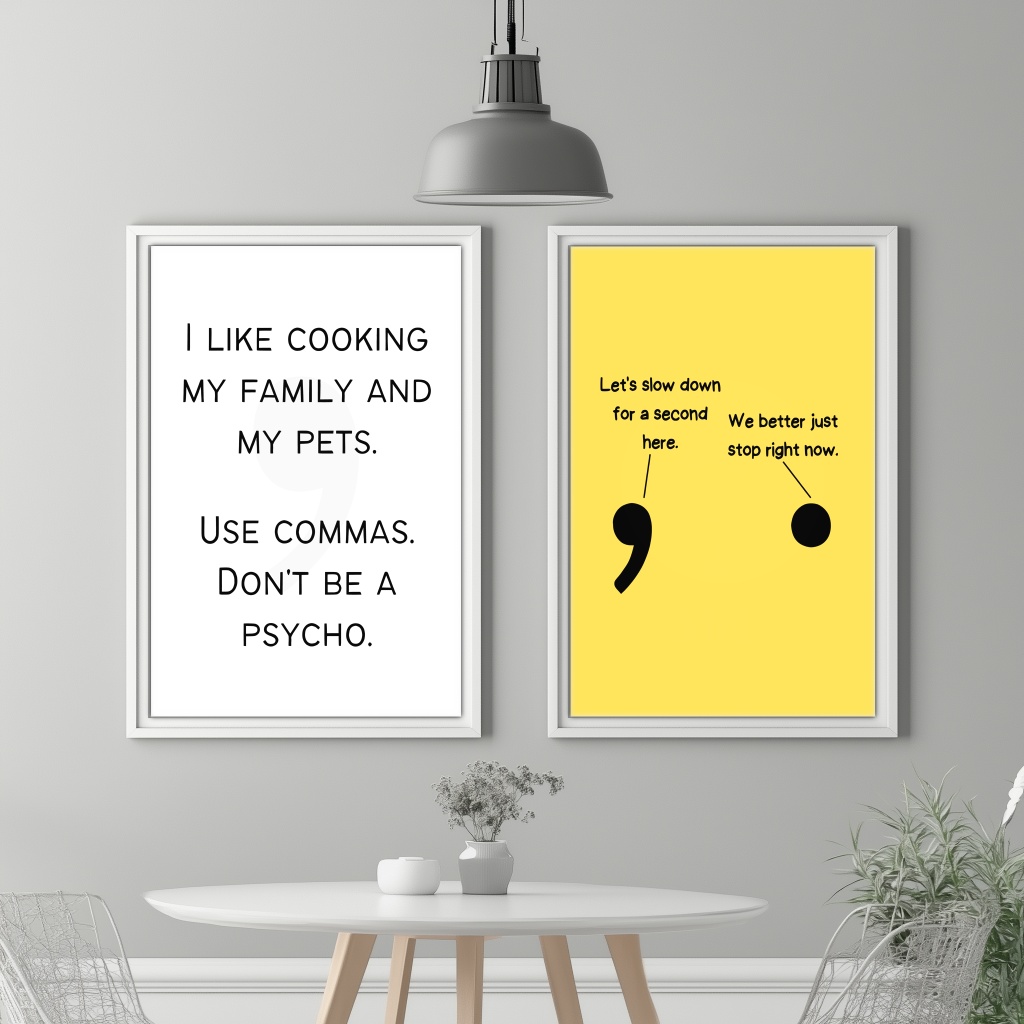 I LIKE COOKING
MY FAMILY AND
MY PETS.
USE COMMAS.
DON'T BE A
PSYCHO.
Let's slow down
for a second
here.
We better just
stop right now.